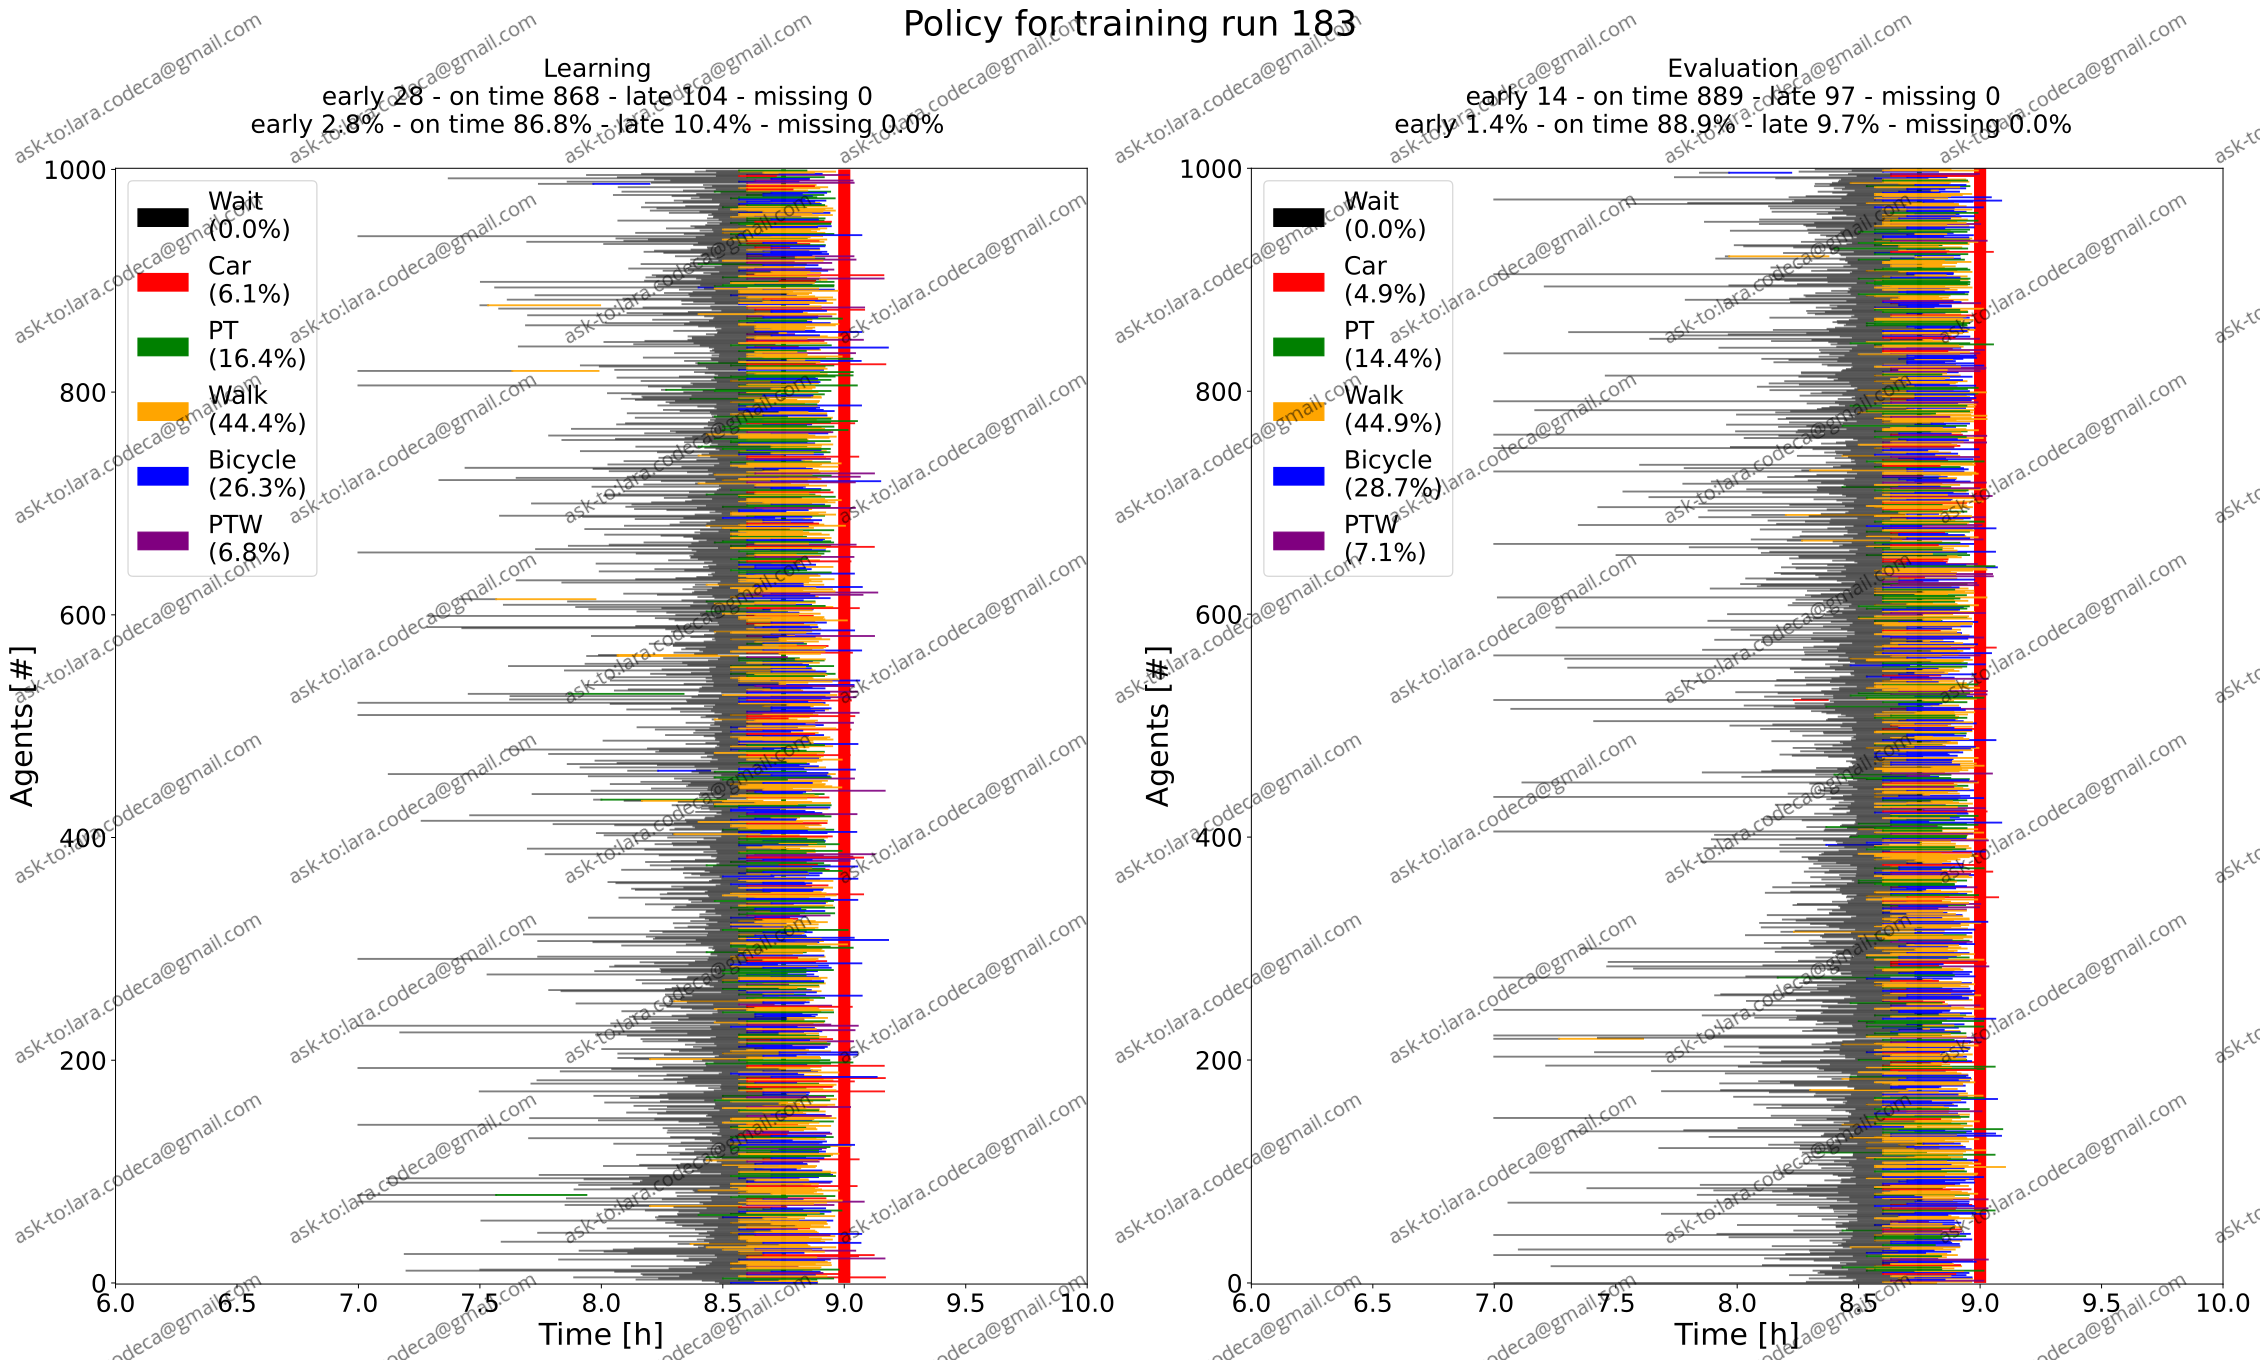 Policy for training run 183
Learning
early 28 - on time 868 - late 104 - missing 0
early 2.8% - on time 86.8% - late 10.4% - missing 0.0%
1000
800
600
400
200
0
Agents [#]
Wait
(0.0%)
Car
(6.1%)
PT
(16.4%)
Walk
(44.4%)
Bicycle
(26.3%)
PTW
(6.8%)
6.0 6.5 7.0 7.5 8.0 8.5 9.0 9.5 10.0
Time [h]
Evaluation
early 14 - on time 889 - late 97 - missing 0
early 1.4% - on time 88.9% - late 9.7% - missing 0.0%
1000
800
600
400
200
0
Agents [#]
Wait
(0.0%)
Car
(4.9%)
PT
(14.4%)
Walk
(44.9%)
Bicycle
(28.7%)
PTW
(7.1%)
6.0 6.5 7.0 7.5 8.0 8.5 9.0 9.5 10.0
Time [h]
ask-to:lara.codeca@gmail.com